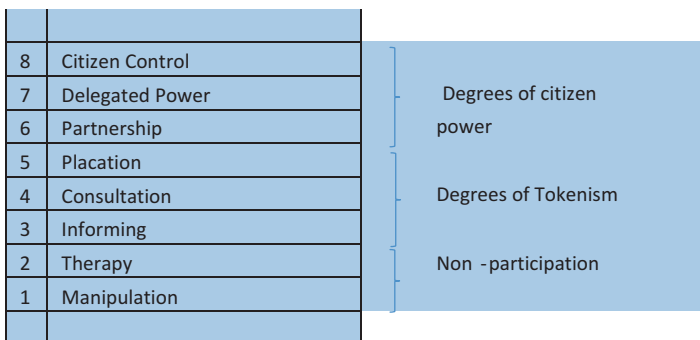 8 Citizen Control
7 Delegated Power
6 Partnership
5 Placation
4 Consultation
3 Informing
2 Therapy
1 Manipulation
Degrees of citizen
power
Degrees of Tokenism
Non -participation